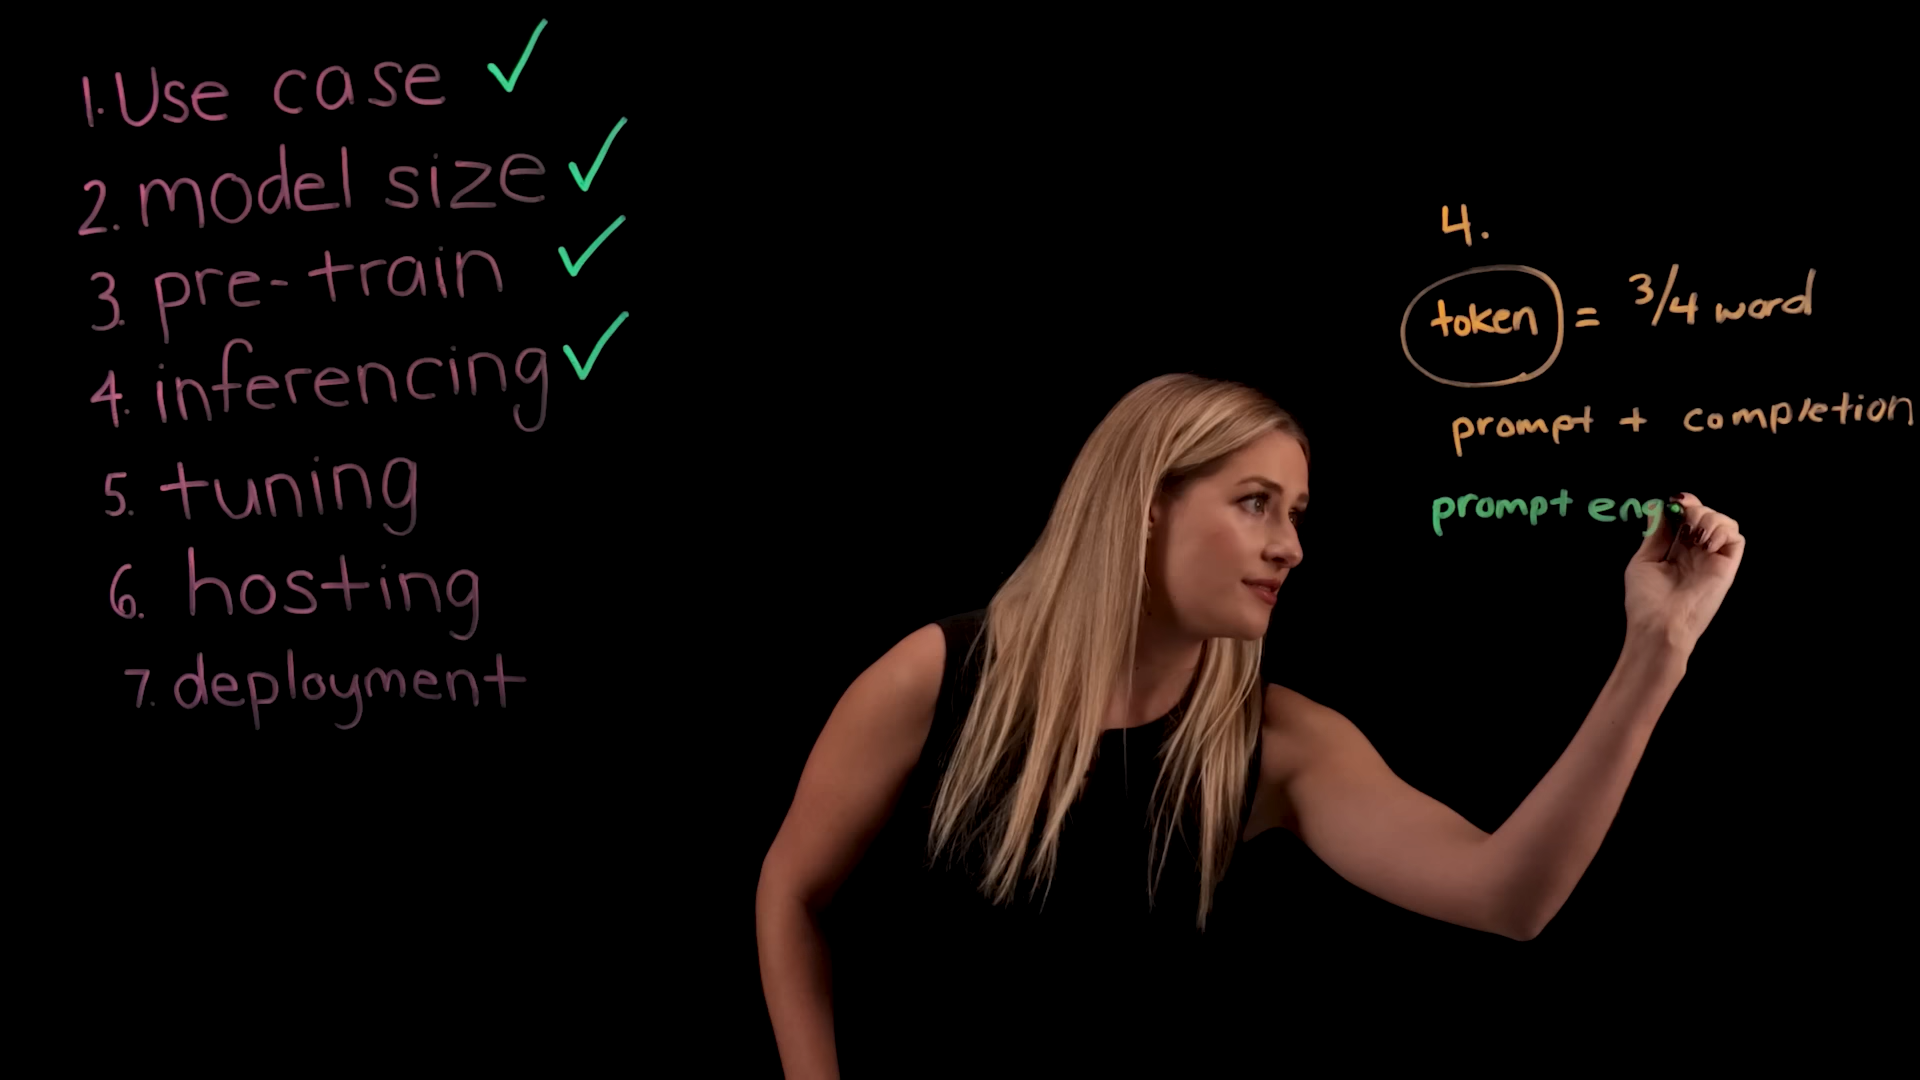 1. Use case ✓
2. model size ✓
3. pre-train ✓
4. inferencing ✓
5. tuning
6. hosting
7. deployment
4.
token = 3/4 word
prompt + completion
prompt eng